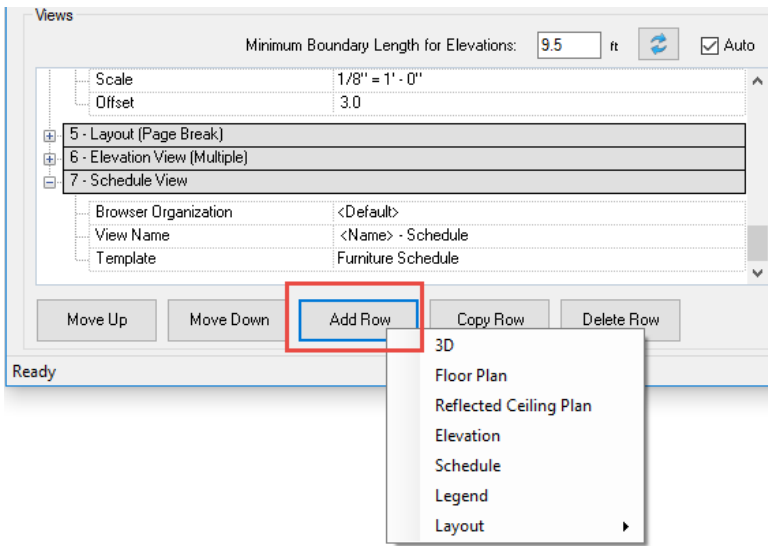 Views
Minimum Boundary Length for Elevations: 9.5 ft Auto
Scale 1/8" = 1' - 0"
Offset 3.0
5 - Layout (Page Break)
6 - Elevation View (Multiple)
7 - Schedule View
Browser Organization <Default>
View Name <Name> - Schedule
Template Furniture Schedule
Move Up Move Down Add Row Copy Row Delete Row
3D
Ready
Floor Plan
Reflected Ceiling Plan
Elevation
Schedule
Legend
Layout